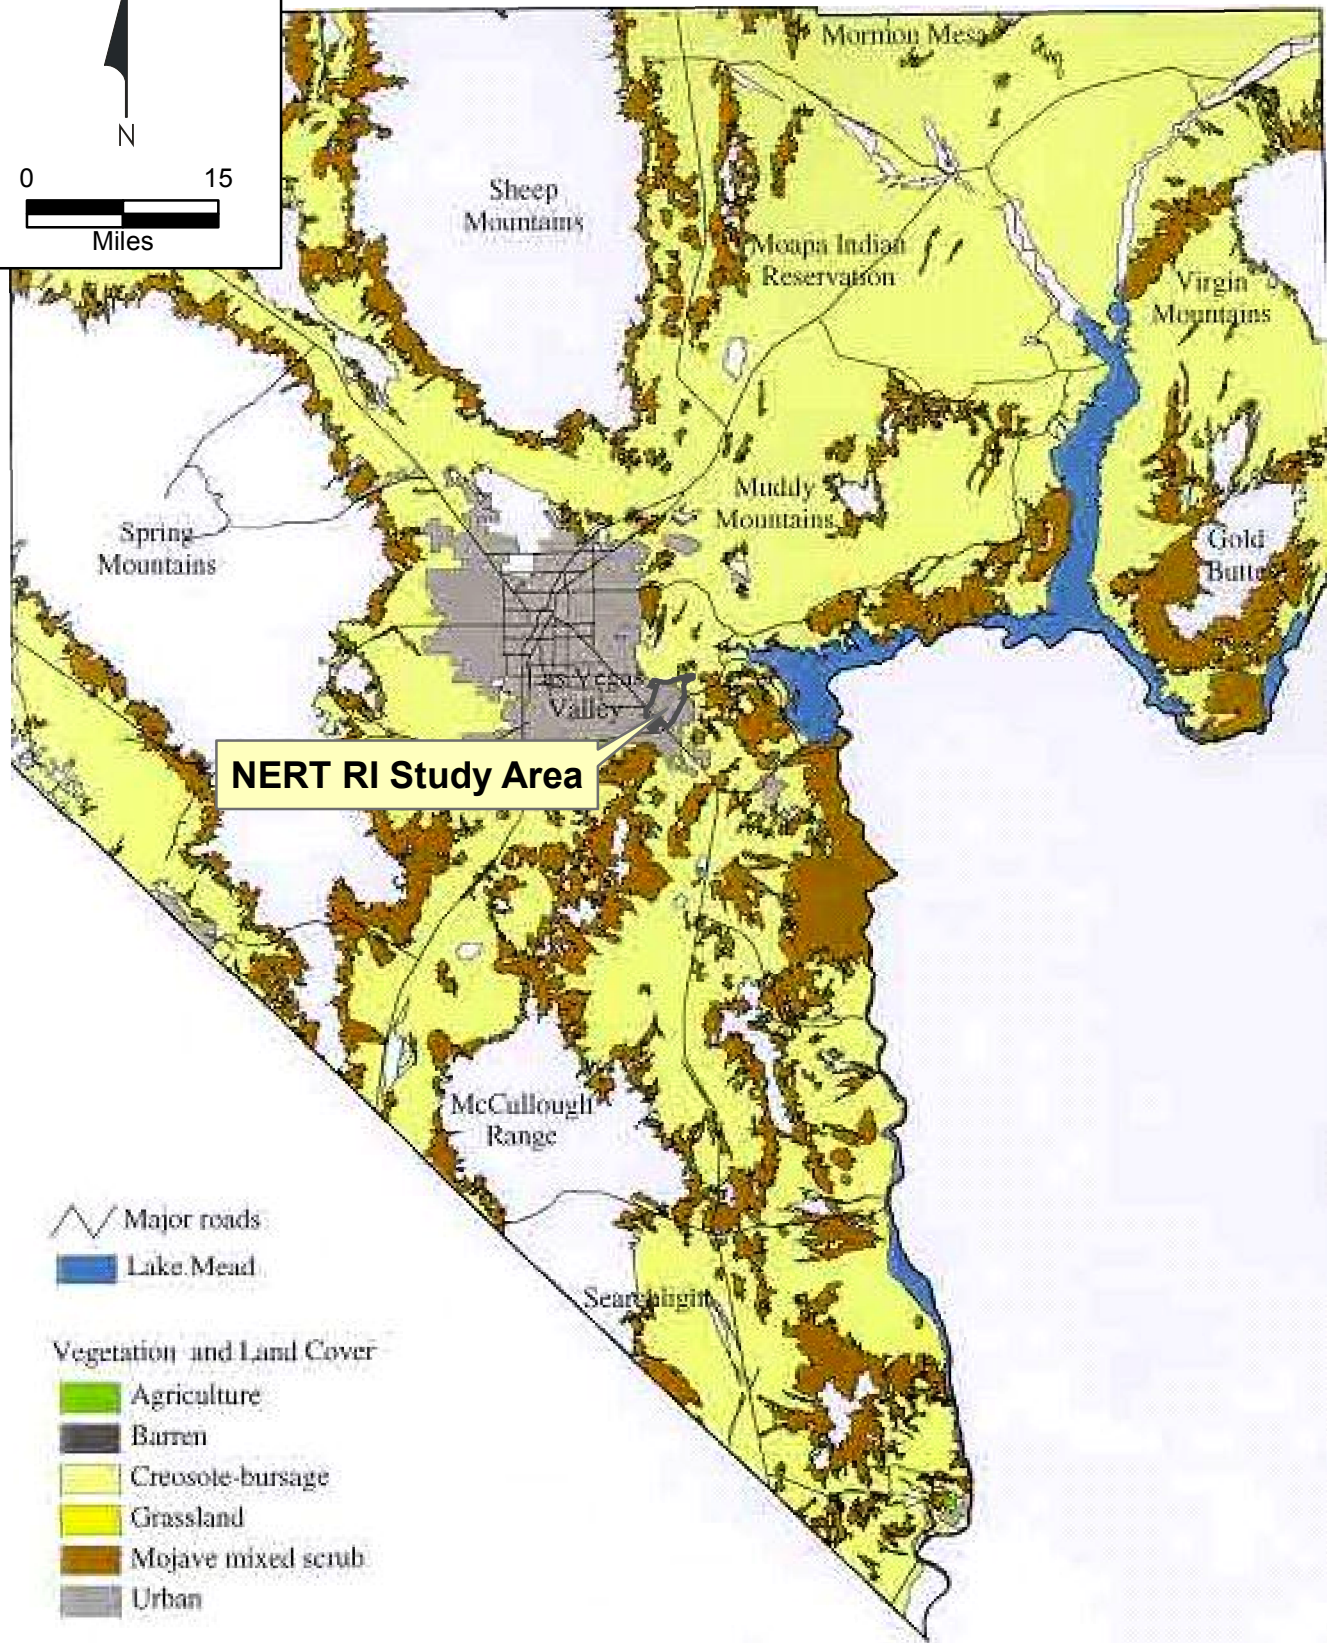 Mormon Mesa
N
0 15
Miles
Sheep
Mountains
Moapa Indian
Reservation
Virgin
Mountains
Muddy
Mountains
Spring
Mountains
Gold
Butte
Las Vegas
Valley
NERT RI Study Area
McCullough
Range
Searchlight
Major roads
Lake Mead
Vegetation and Land Cover
Agriculture
Barren
Creosote-bursage
Grassland
Mojave mixed scrub
Urban